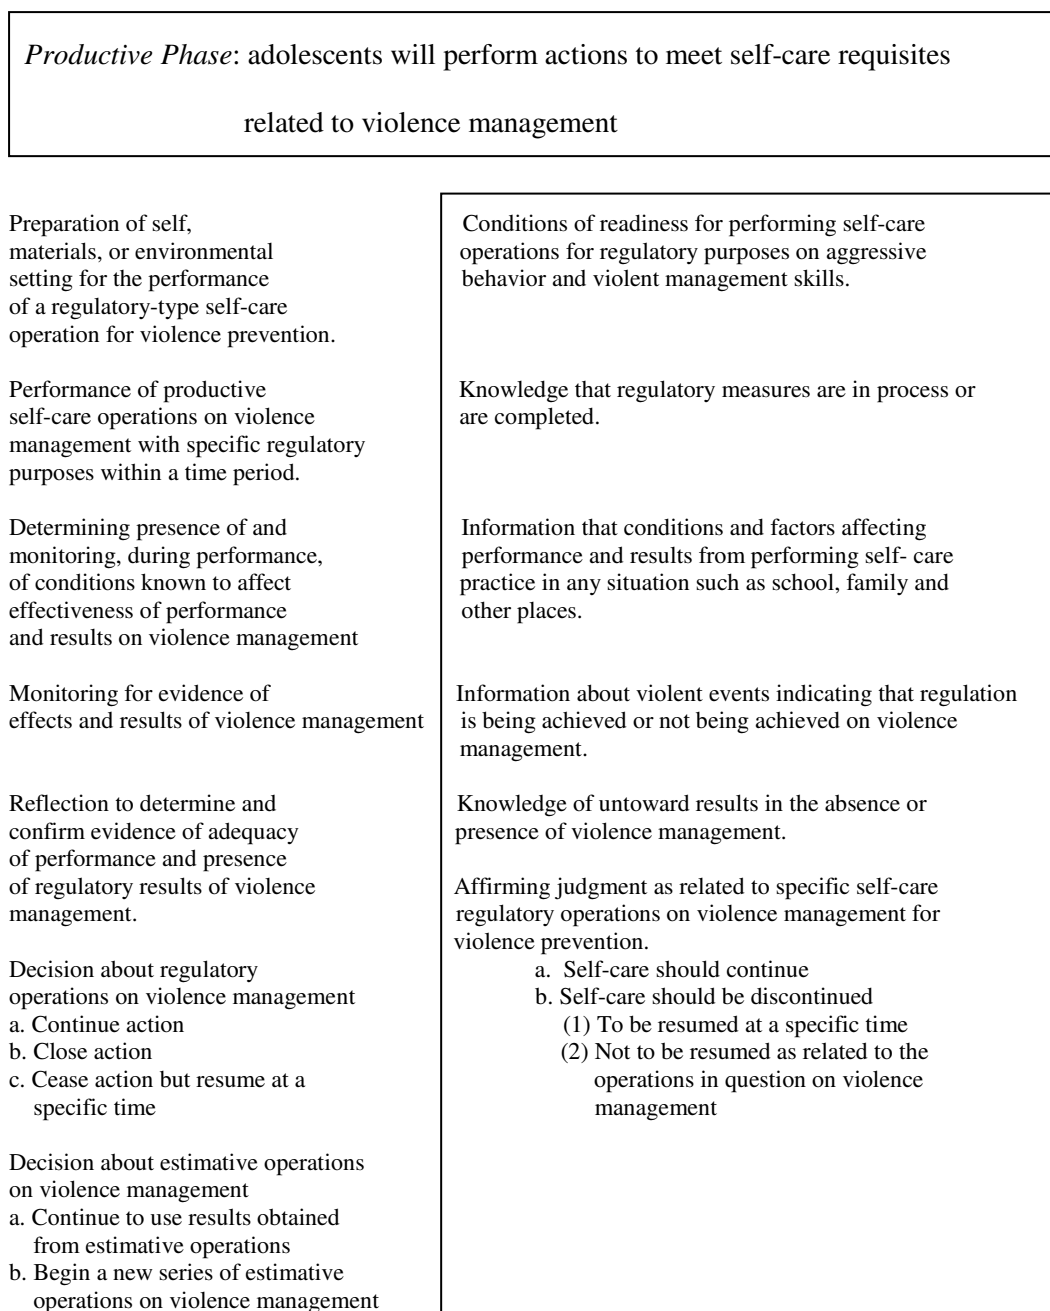 Productive Phase: adolescents will perform actions to meet self-care requisites
related to violence management
Preparation of self,
materials, or environmental
setting for the performance
of a regulatory-type self-care
operation for violence prevention.
Conditions of readiness for performing self-care
operations for regulatory purposes on aggressive
behavior and violent management skills.
Performance of productive
self-care operations on violence
management with specific regulatory
purposes within a time period.
Knowledge that regulatory measures are in process or
are completed.
Determining presence of and
monitoring, during performance,
of conditions known to affect
effectiveness of performance
and results on violence management
Information that conditions and factors affecting
performance and results from performing self- care
practice in any situation such as school, family and
other places.
Monitoring for evidence of
effects and results of violence management
Information about violent events indicating that regulation
is being achieved or not being achieved on violence
management.
Reflection to determine and
confirm evidence of adequacy
of performance and presence
of regulatory results of violence
management.
Knowledge of untoward results in the absence or
presence of violence management.
Affirming judgment as related to specific self-care
regulatory operations on violence management for
violence prevention.
a. Self-care should continue
b. Self-care should be discontinued
(1) To be resumed at a specific time
(2) Not to be resumed as related to the
operations in question on violence
management
Decision about regulatory
operations on violence management
a. Continue action
b. Close action
c. Cease action but resume at a
specific time
Decision about estimative operations
on violence management
a. Continue to use results obtained
from estimative operations
b. Begin a new series of estimative
operations on violence management